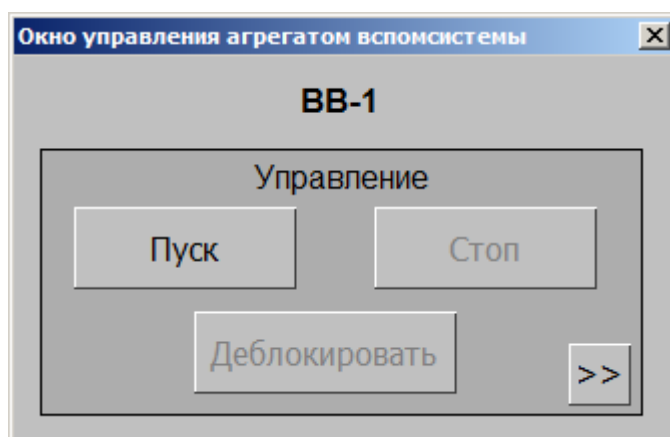 Окно управления агрегатом вспомсистемы
ВВ-1
Управление
Пуск
Стоп
Деблокировать
>>